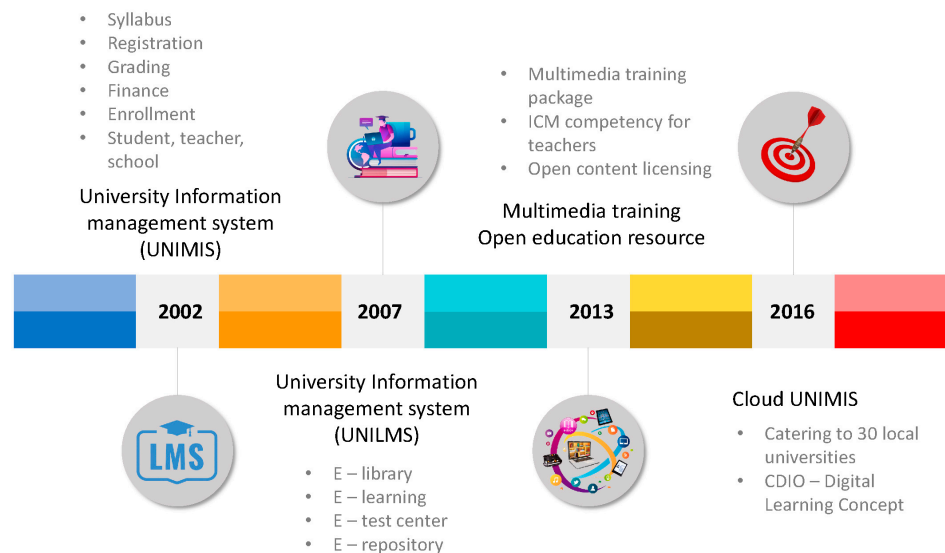 • Syllabus
• Registration
• Grading
• Finance
• Enrollment
• Student, teacher,
school
University Information
management system
(UNIMIS)
• Multimedia training
package
• ICM competency for
teachers
• Open content licensing
Multimedia training
Open education resource
2002
2007
2013
2016
LMS
University Information
management system
(UNILMS)
• E – library
• E – learning
• E – test center
• E – repository
Cloud UNIMIS
• Catering to 30 local
universities
• CDIO – Digital
Learning Concept